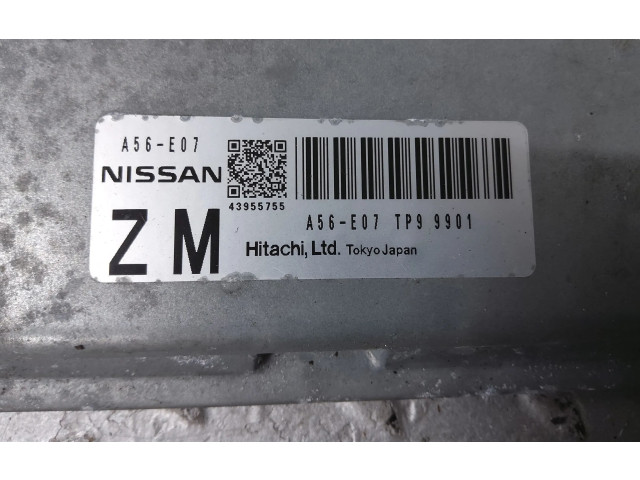 A56-E07
NISSAN
43955755
ZM
A56-E07 TP9 9901
Hitachi, Ltd. Tokyo Japan